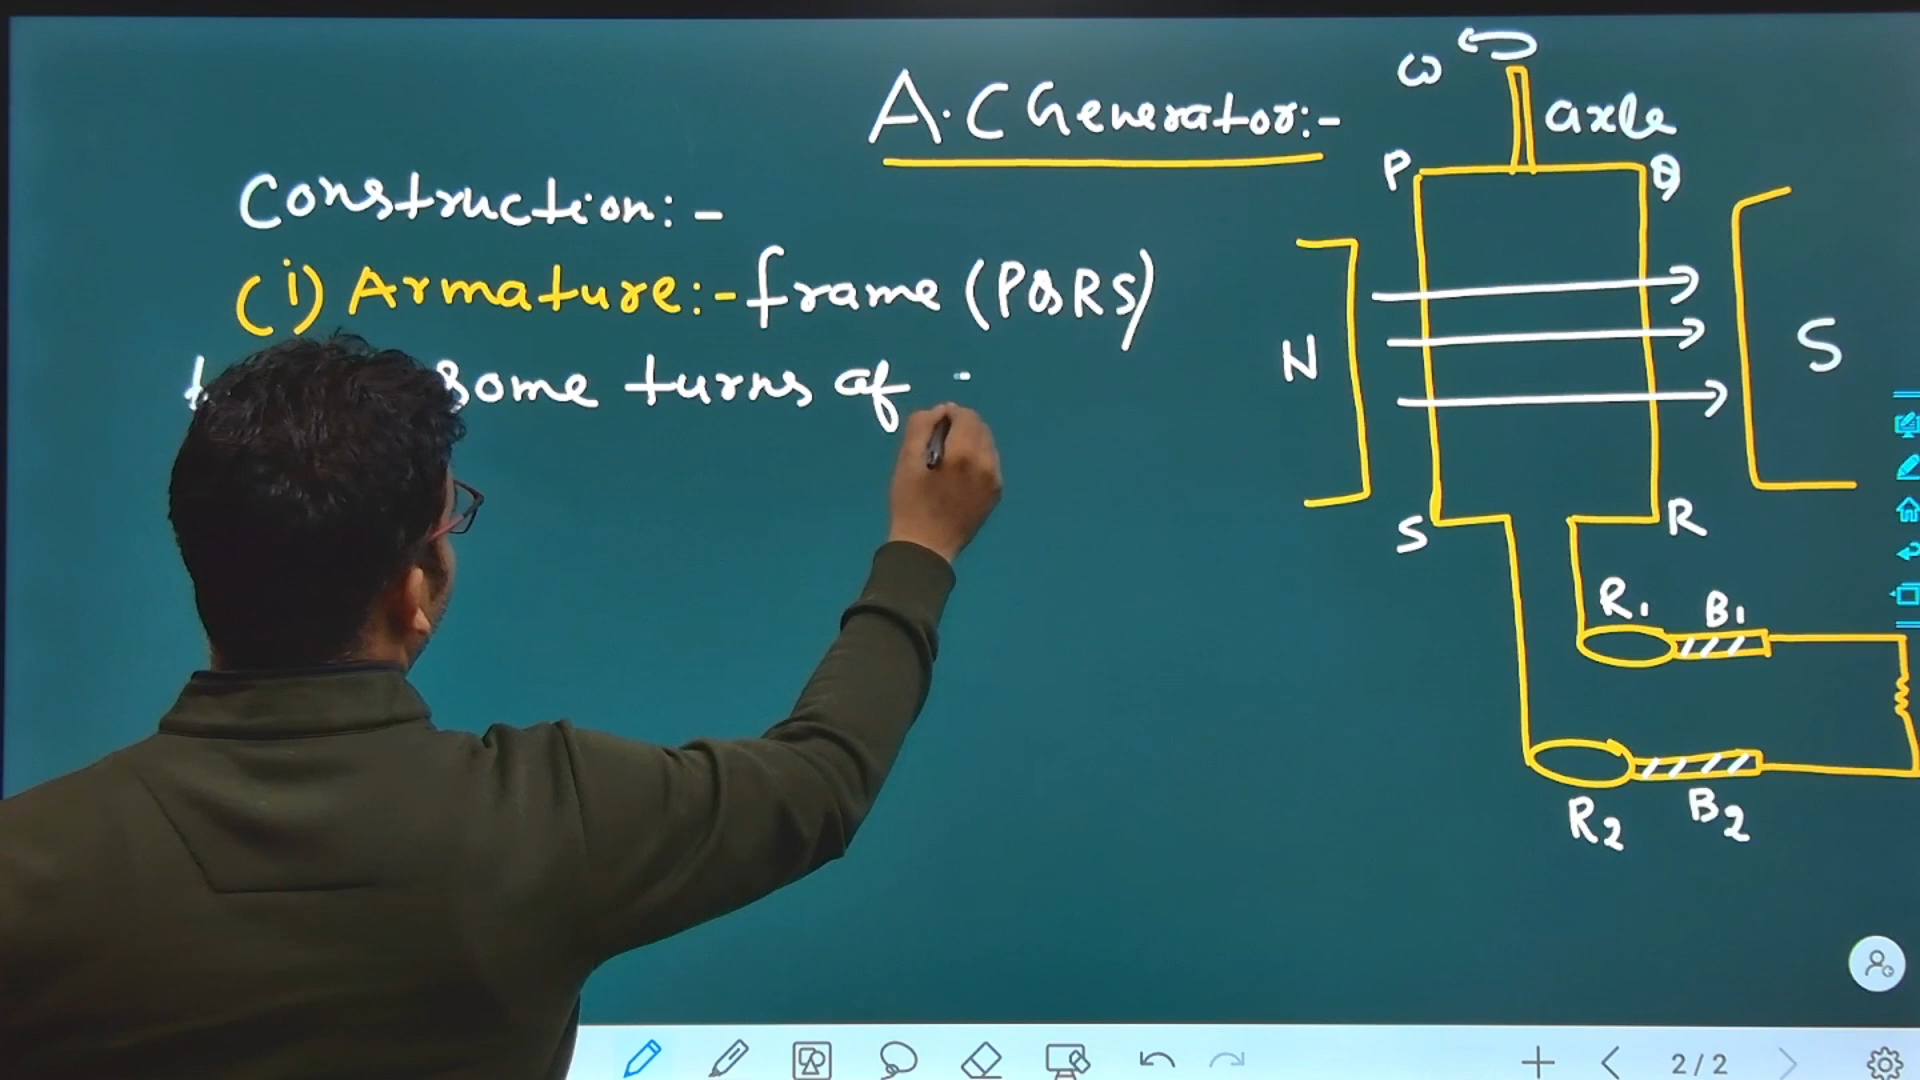 A.C Generator:-
Construction:-
(i) Armature:- frame (PQRS)
some turns of
ω
axle
P
Q
N
S
S
R
R1
B1
R2
B2
2/2